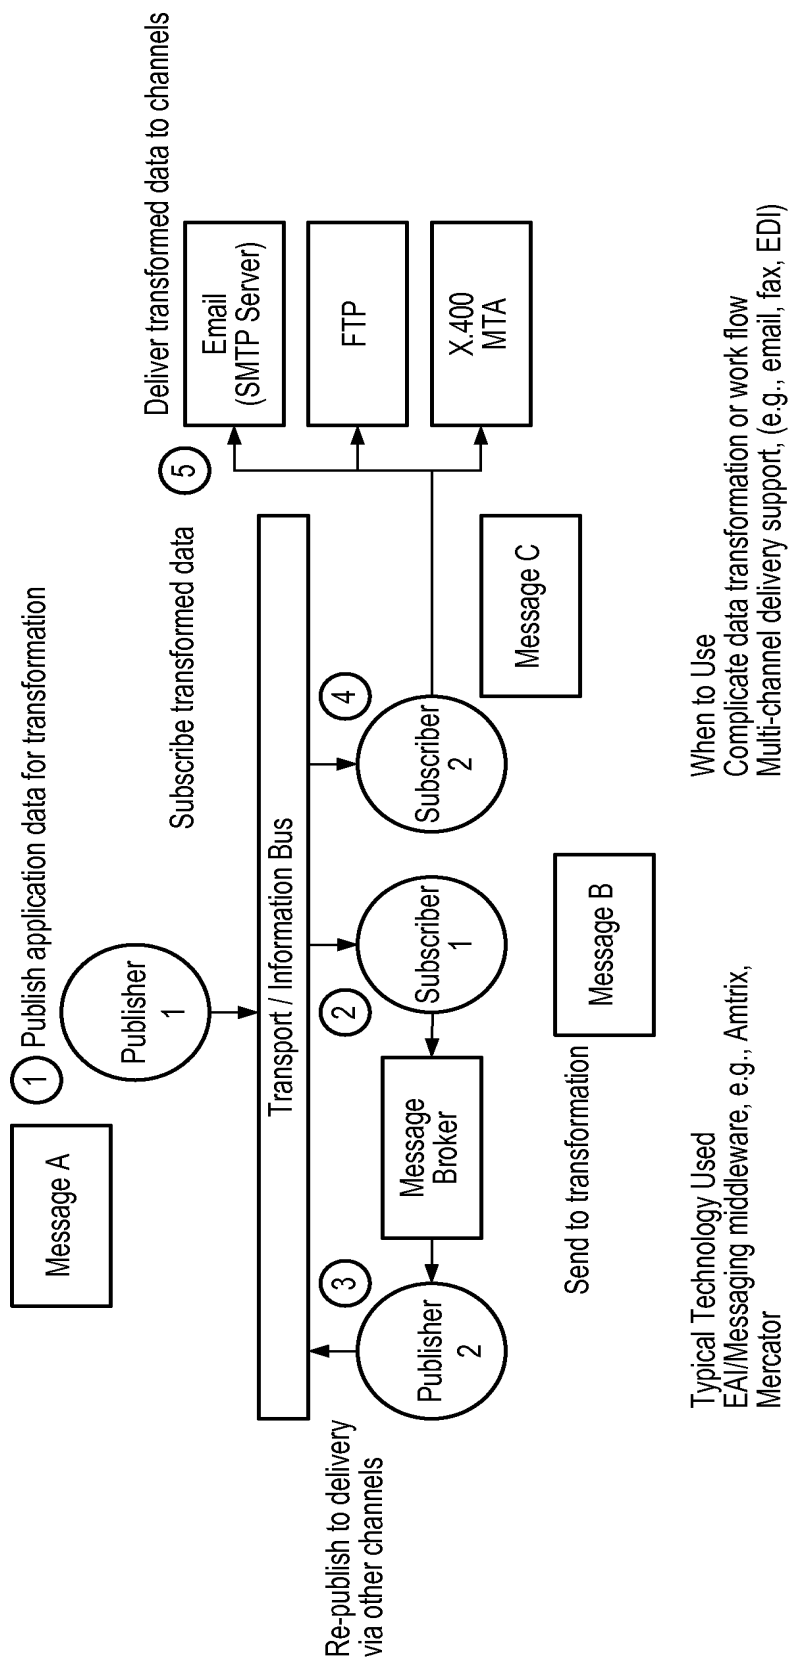 Message A
1
Publish application data for transformation
Publisher
1
Subscribe transformed data
5
Deliver transformed data to channels
Transport / Information Bus
Re-publish to delivery
via other channels
3
2
4
Publisher
2
Message
Broker
Subscriber
1
Subscriber
2
Email
(SMTP Server)
FTP
X.400
MTA
Message C
Send to transformation
Message B
Typical Technology Used
EAI/Messaging middleware, e.g., Amtrix,
Mercator
When to Use
Complicate data transformation or work flow
Multi-channel delivery support, (e.g., email, fax, EDI)